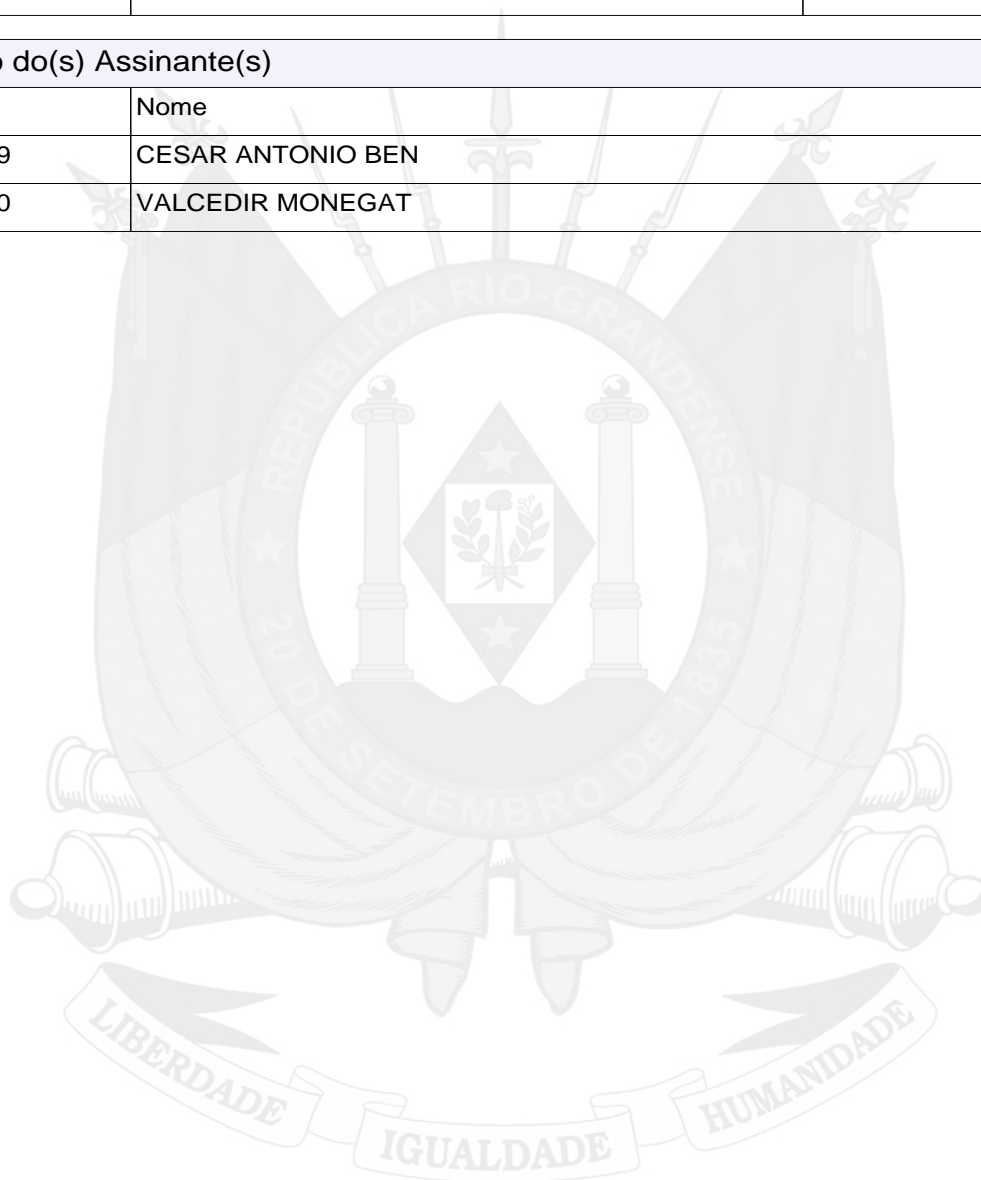 o do(s) Assinante(s)
Nome
9 CESAR ANTONIO BEN
0 VALCEDIR MONEGAT
REPÚBLICA RIO-GRANDENSE
★ 20 DE SETEMBRO DE 1835 ★
LIBERDADE
IGUALDADE
HUMANIDADE